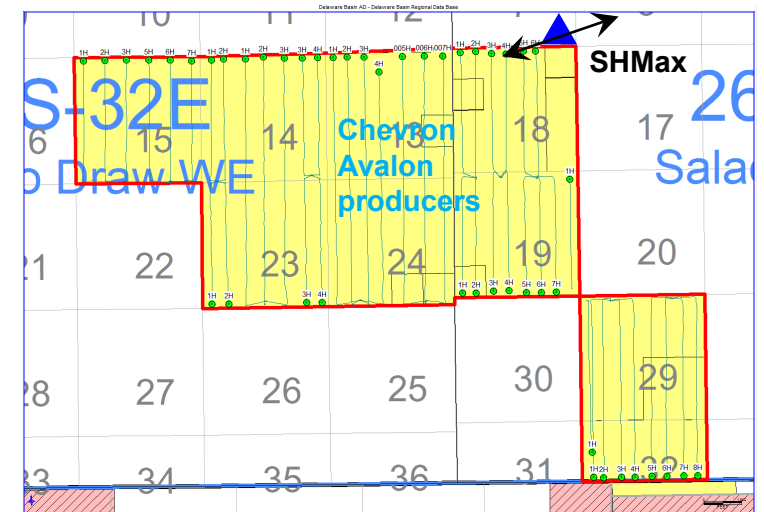 Delaware Basin AD - Delaware Basin Regional Data Base
10 11 12 7
1H 2H 3H 5H 6H 7H 1H 2H 1H 2H 3H 3H 4H 1H 2H 3H 005H 006H 007H 1H 2H 3H 4H 5H 6H
4H
SHMax
S-32E 26
6 15 14 13 18 17
Chevron
Avalon
producers
o Draw WE Salad
1H
21 22 23 24 19 20
1H 2H 3H 4H 1H 2H 3H 4H 5H 6H 7H
28 27 26 25 30 29
1H
33 34 35 36 31 32
1H 2H 3H 4H 5H 6H 7H 8H
FEET